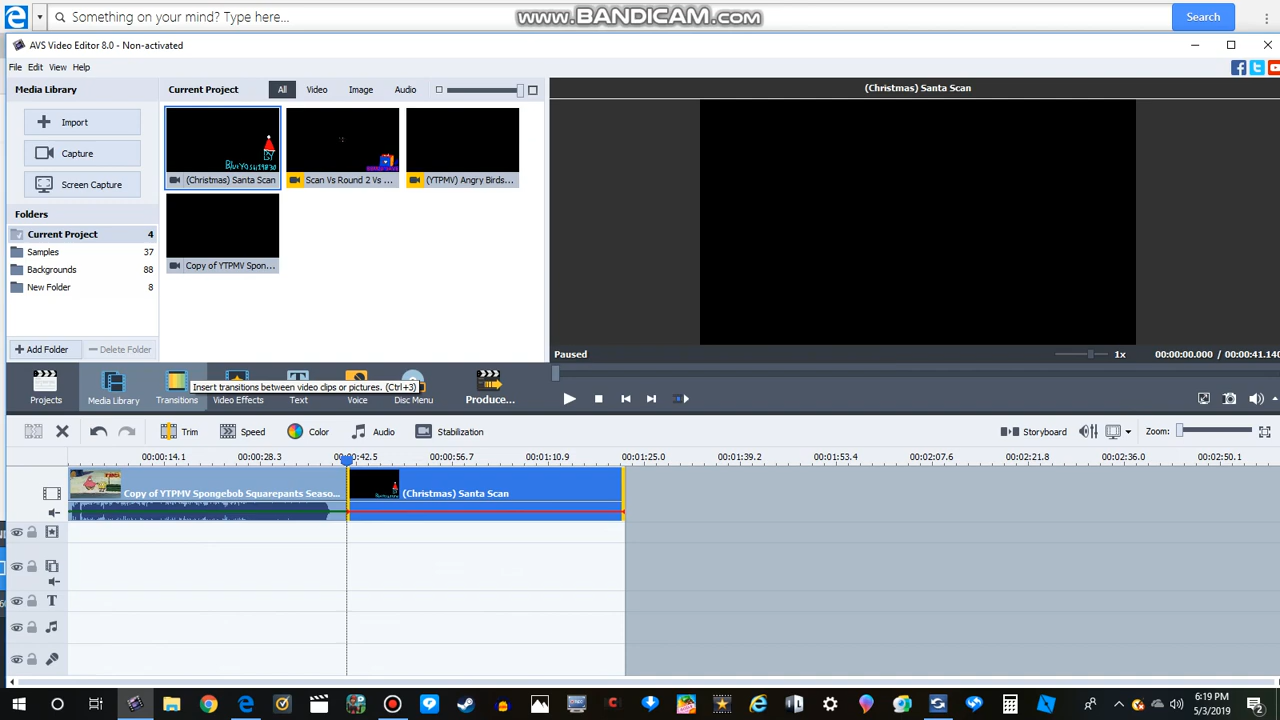 Something on your mind? Type here...
www.BANDICAM.com
Search
AVS Video Editor 8.0 - Non-activated
File Edit View Help
Media Library
Current Project
All
Video
Image
Audio
(Christmas) Santa Scan
Import
Capture
Screen Capture
BlueYoshi9830
(Christmas) Santa Scan
Scan Vs Round 2 Vs ...
(YTPMV) Angry Birds...
Copy of YTPMV Spon...
Folders
Current Project 4
Samples 37
Backgrounds 88
New Folder 8
Add Folder
Delete Folder
Paused
1x
00:00:00.000 / 00:00:41.140
Insert transitions between video clips or pictures. (Ctrl+3)
Projects
Media Library
Transitions
Video Effects
Text
Voice
Disc Menu
Produce...
Trim
Speed
Color
Audio
Stabilization
Storyboard
Zoom:
00:00:14.1 00:00:28.3 00:00:42.5 00:00:56.7 00:01:10.9 00:01:25.0 00:01:39.2 00:01:53.4 00:02:07.6 00:02:21.8 00:02:36.0 00:02:50.1
Copy of YTPMV Spongebob Squarepants Seaso...
(Christmas) Santa Scan
T
6:19 PM
5/3/2019
2